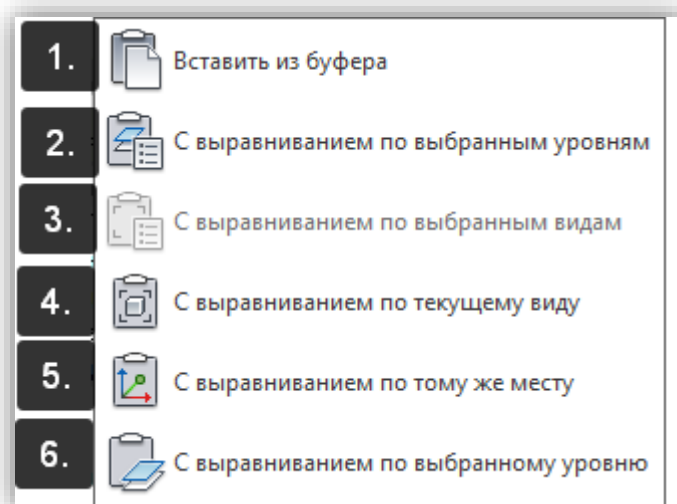 1. Вставить из буфера
2. С выравниванием по выбранным уровням
3. С выравниванием по выбранным видам
4. С выравниванием по текущему виду
5. С выравниванием по тому же месту
6. С выравниванием по выбранному уровню